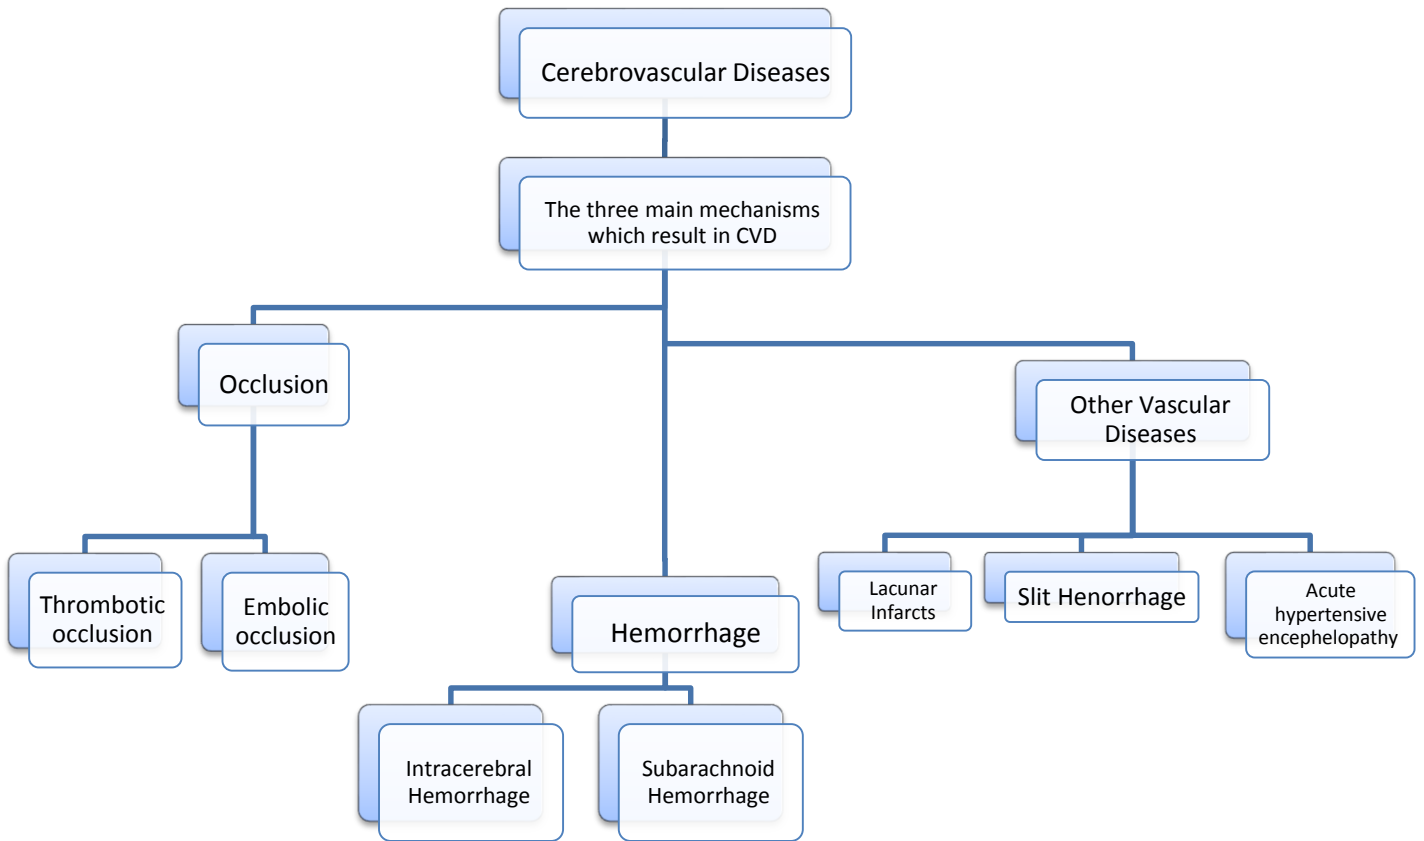 Cerebrovascular Diseases
The three main mechanisms
which result in CVD
Occlusion
Other Vascular
Diseases
Thrombotic
occlusion
Embolic
occlusion
Hemorrhage
Lacunar
Infarcts
Slit Henorrhage
Acute
hypertensive
encephelopathy
Intracerebral
Hemorrhage
Subarachnoid
Hemorrhage